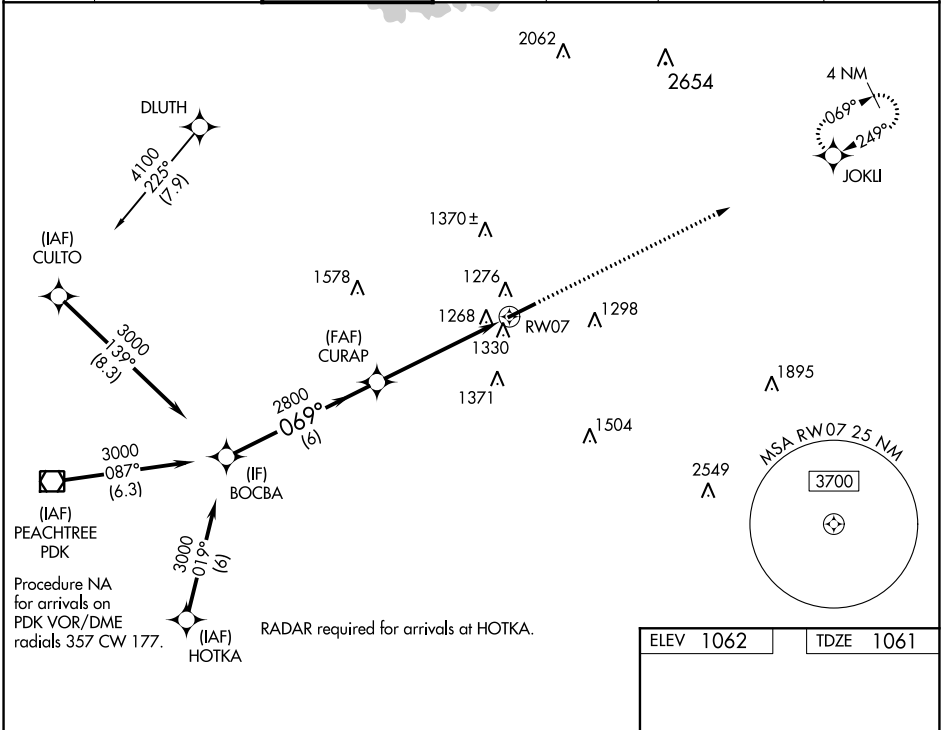 2062
2654
4 NM
069°
249°
JOKLI
DLUTH
4100
225°
(7.9)
1370±
(IAF)
CULTO
1578
1276
1268
RW07
1298
1330
(FAF)
CURAP
3000
139°
(8.3)
1371
1895
2800
069°
(6)
1504
MSA RW07 25 NM
3700
3000
087°
(6.3)
(IF)
BOCBA
2549
(IAF)
PEACHTREE
PDK
3000
019°
(6)
Procedure NA
for arrivals on
PDK VOR/DME
radials 357 CW 177.
(IAF)
HOTKA
RADAR required for arrivals at HOTKA.
ELEV 1062
TDZE 1061